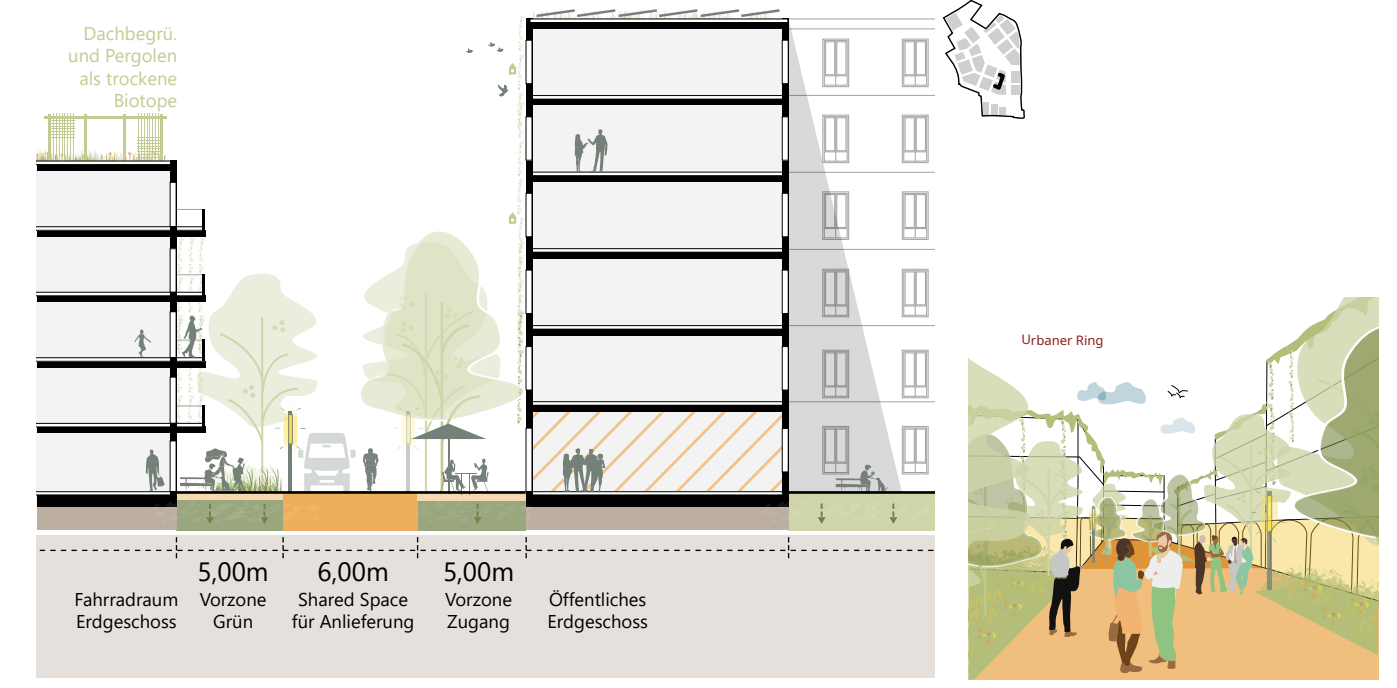 Dachbegrü.
und Pergolen
als trockene
Biotope
Urbaner Ring
5,00m
6,00m
5,00m
Fahrradraum
Erdgeschoss
Vorzone
Grün
Shared Space
für Anlieferung
Vorzone
Zugang
Öffentliches
Erdgeschoss